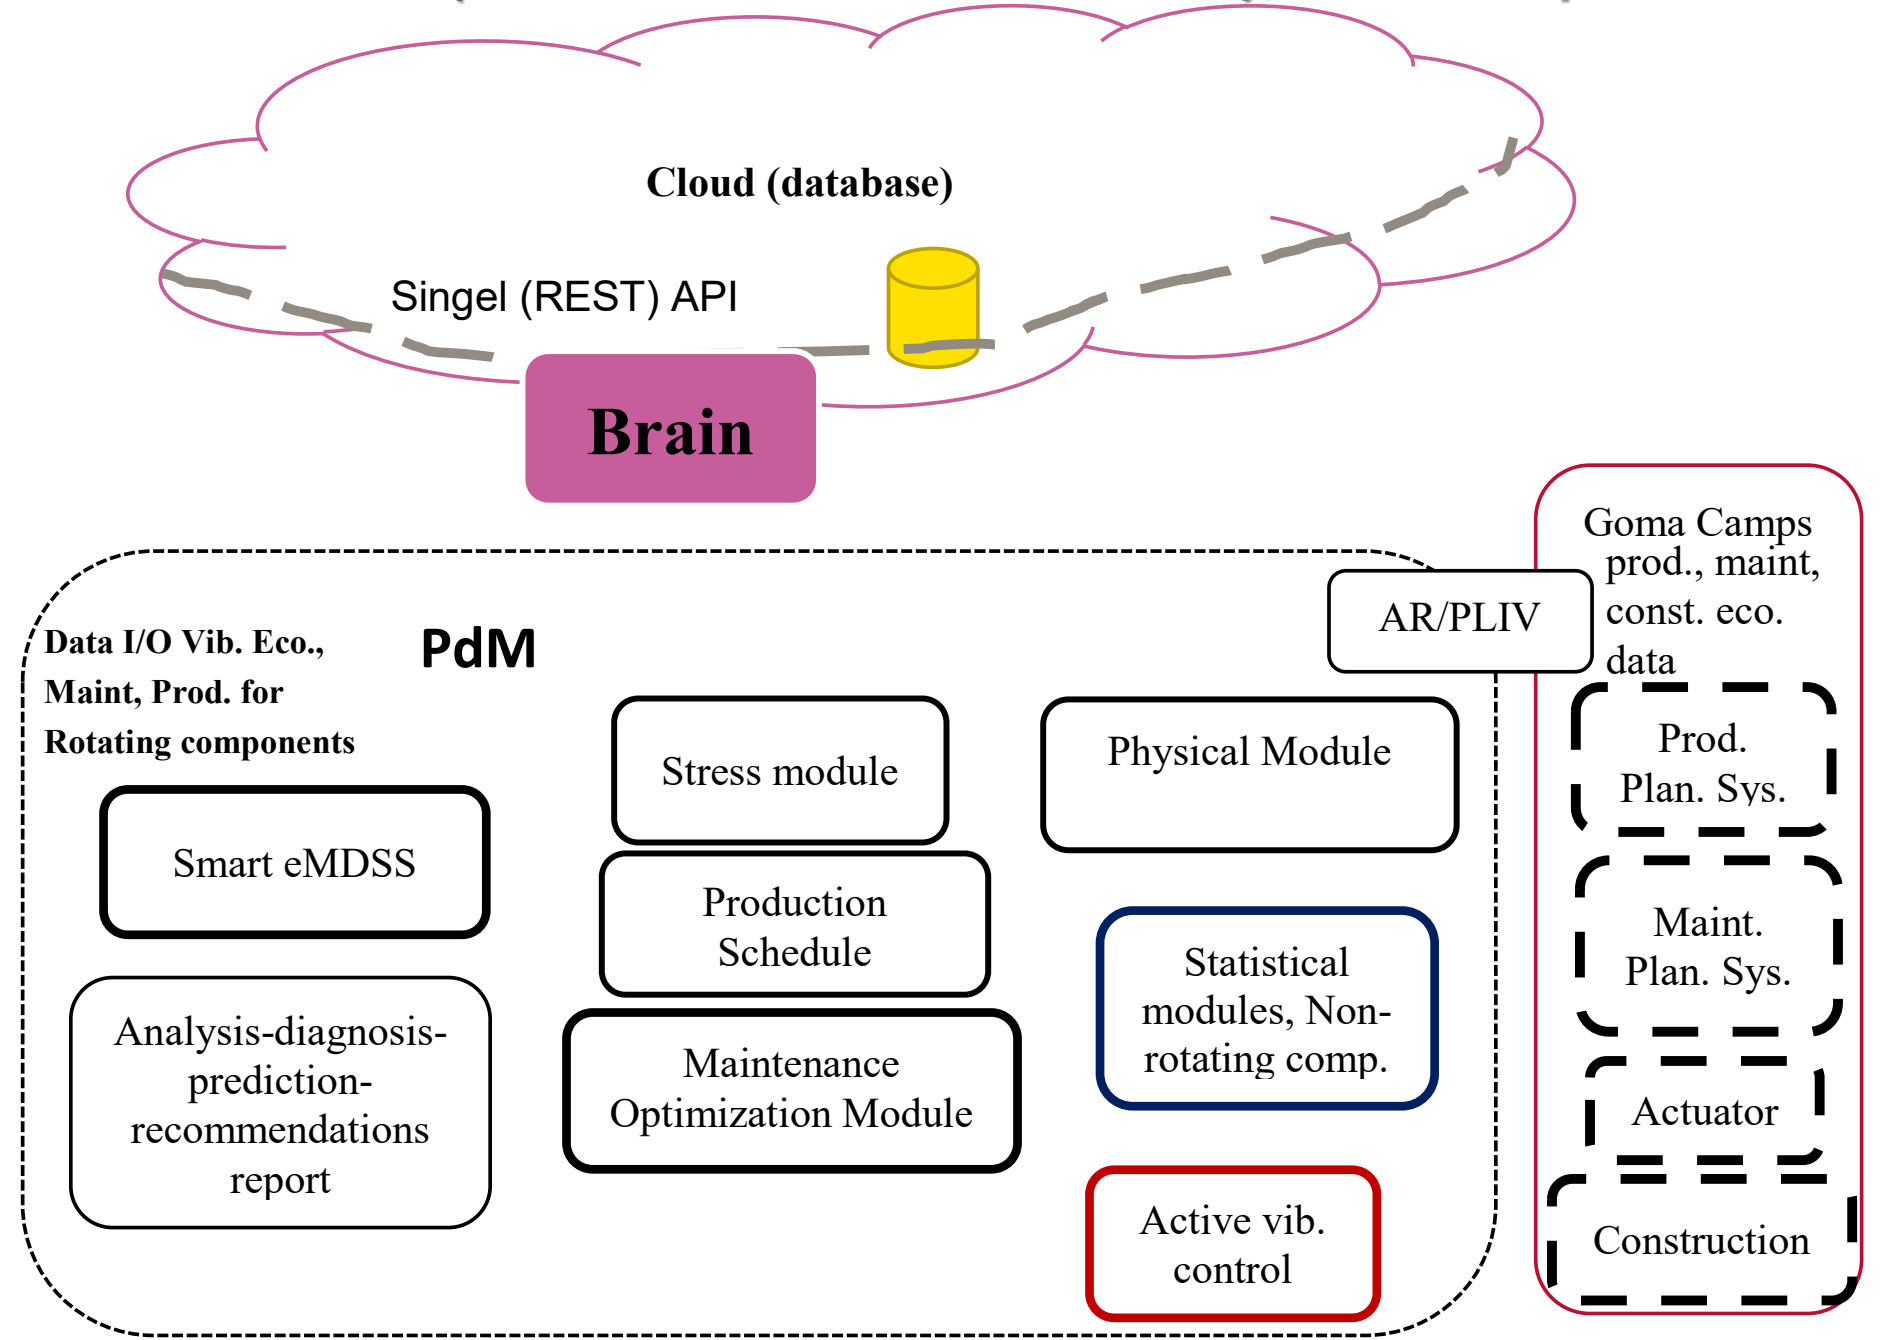 Cloud (database)
Singel (REST) API
Brain
Goma Camps
prod., maint,
const. eco.
data
AR/PLIV
Data I/O Vib. Eco.,
Maint, Prod. for
Rotating components
PdM
Stress module
Physical Module
Prod.
Plan. Sys.
Smart eMDSS
Production
Schedule
Statistical
modules, Non-
rotating comp.
Maint.
Plan. Sys.
Analysis-diagnosis-
prediction-
recommendations
report
Maintenance
Optimization Module
Actuator
Active vib.
control
Construction